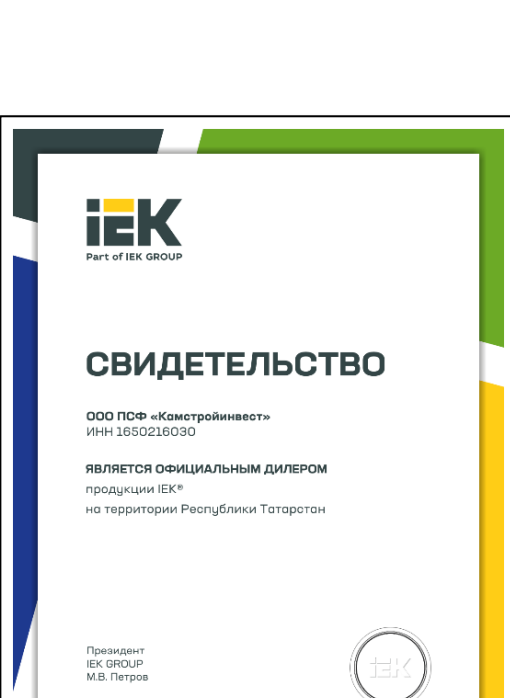 iEK
Part of IEK GROUP
СВИДЕТЕЛЬСТВО
ООО ПСФ «Камстройинвест»
ИНН 1650216030
ЯВЛЯЕТСЯ ОФИЦИАЛЬНЫМ ДИЛЕРОМ
продукции IEK®
на территории Республики Татарстан
Президент
IEK GROUP
М.В. Петров
iEK